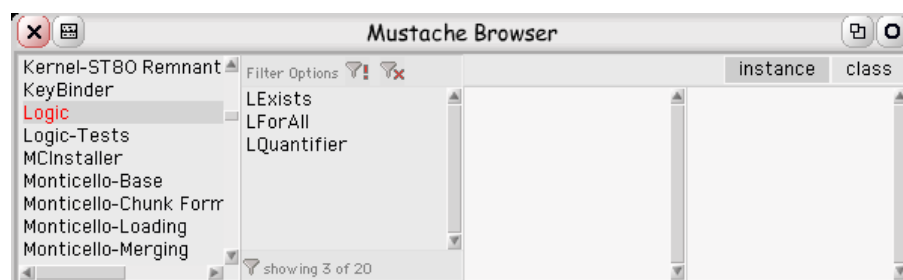 Mustache Browser
Kernel-ST80 Remnant
KeyBinder
Logic
Logic-Tests
MCInstaller
Monticello-Base
Monticello-Chunk Form
Monticello-Loading
Monticello-Merging
Filter Options
LExists
LForAll
LQuantifier
showing 3 of 20
instance
class